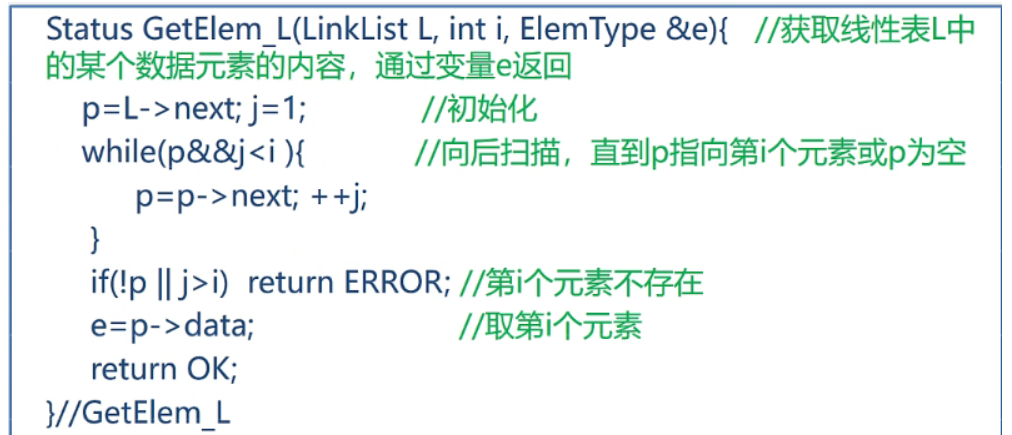 Status GetElem_L(LinkList L, int i, ElemType &e){ //获取线性表L中
的某个数据元素的内容，通过变量e返回
p=L->next; j=1; //初始化
while(p&&j<i ){ //向后扫描，直到p指向第i个元素或p为空
p=p->next; ++j;
}
if(!p || j>i) return ERROR; //第i个元素不存在
e=p->data; //取第i个元素
return OK;
}//GetElem_L